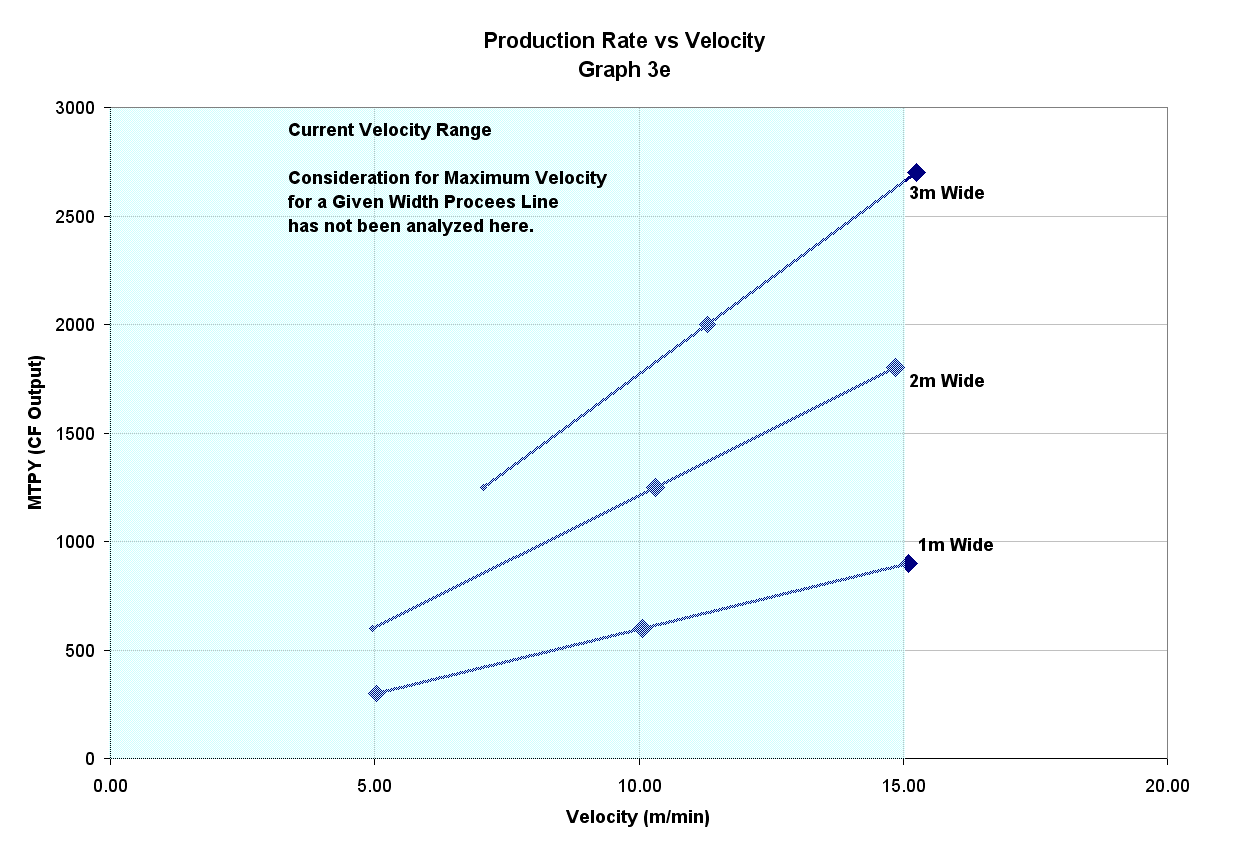 Production Rate vs Velocity
Graph 3e
3000
Current Velocity Range
Consideration for Maximum Velocity
for a Given Width Procees Line
has not been analyzed here.
3m Wide
2500
2000
2m Wide
1500
MTPY (CF Output)
1000
1m Wide
500
0
0.00 5.00 10.00 15.00 20.00
Velocity (m/min)